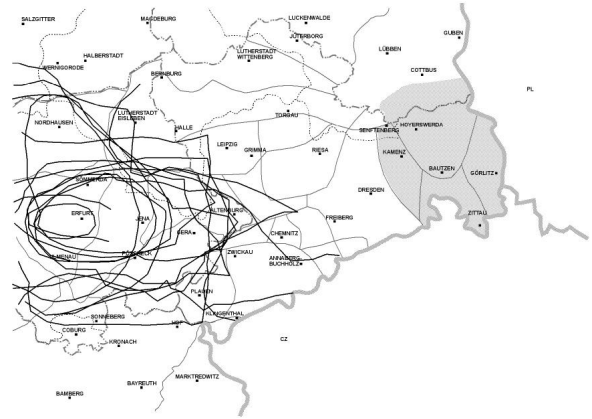 SALZGITTER
MAGDEBURG
LUCKENWALDE
JÜTERBORG
GUBEN
LÜBBEN
HALBERSTADT
WERNIGERODE
LUTHERSTADT
WITTENBERG
BERNBURG
COTTBUS
PL
NORDHAUSEN
LUTHERSTADT
EISLEBEN
HALLE
TORGAU
SENFTENBERG
HOYERSWERDA
LEIPZIG
GRIMMA
RIESA
KAMENZ
BAUTZEN
GÖRLITZ
SÖMMERDA
DRESDEN
ERFURT
JENA
ALTENBURG
GERA
FREIBERG
ZITTAU
CHEMNITZ
ILMENAU
PÖSSNECK
ZWICKAU
ANNABERG
BUCHHOLZ
PLAUEN
SONNEBERG
KLINGENTHAL
COBURG
HOF
KRONACH
CZ
BAYREUTH
MARKTREDWITZ
BAMBERG